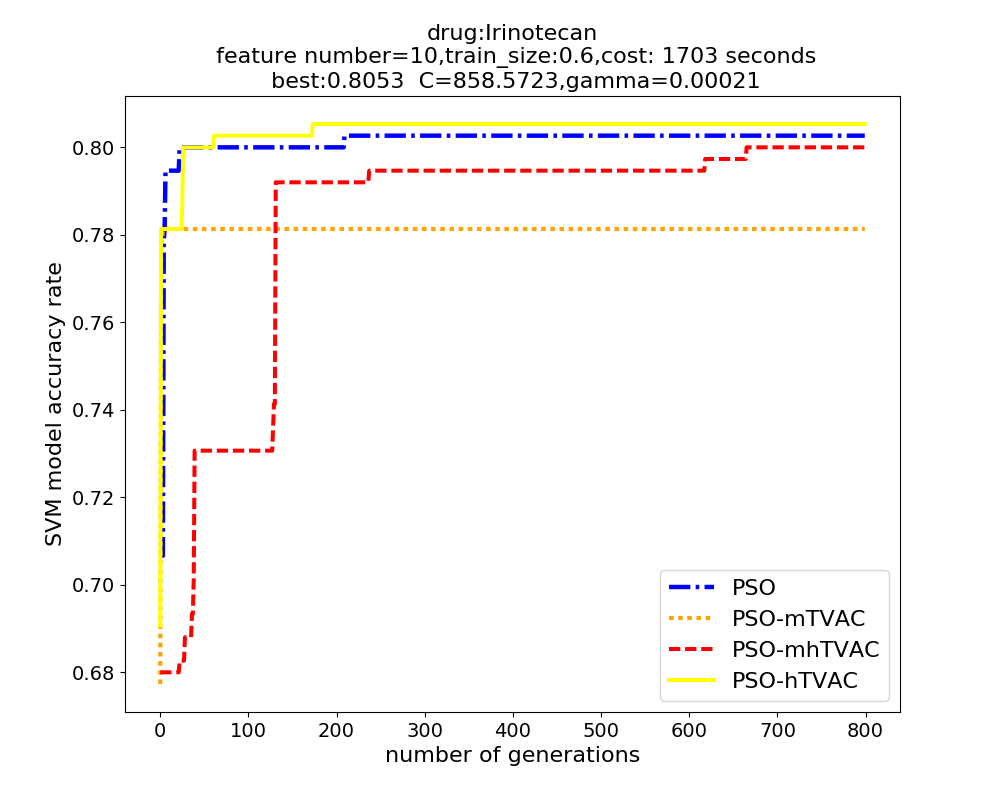 drug:Irinotecan
feature number=10,train_size:0.6,cost: 1703 seconds
best:0.8053  C=858.5723,gamma=0.00021
SVM model accuracy rate
0.80
0.78
0.76
0.74
0.72
0.70
0.68
PSO
PSO-mTVAC
PSO-mhTVAC
PSO-hTVAC
0 100 200 300 400 500 600 700 800
number of generations